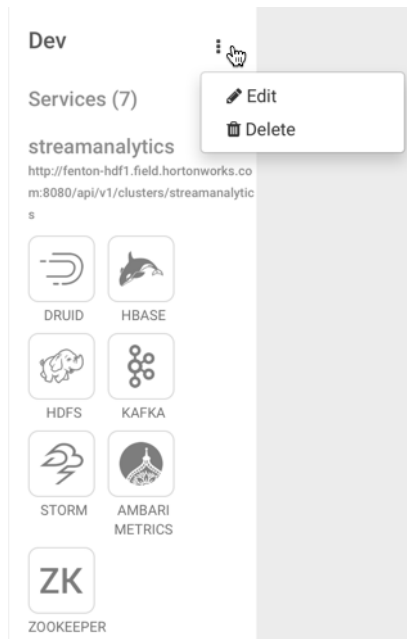 Dev
Edit
Delete
Services (7)
streamanalytics
http://fenton-hdf1.field.hortonworks.co
m:8080/api/v1/clusters/streamanalytic
s
DRUID HBASE
HDFS KAFKA
STORM AMBARI
METRICS
ZK
ZOOKEEPER